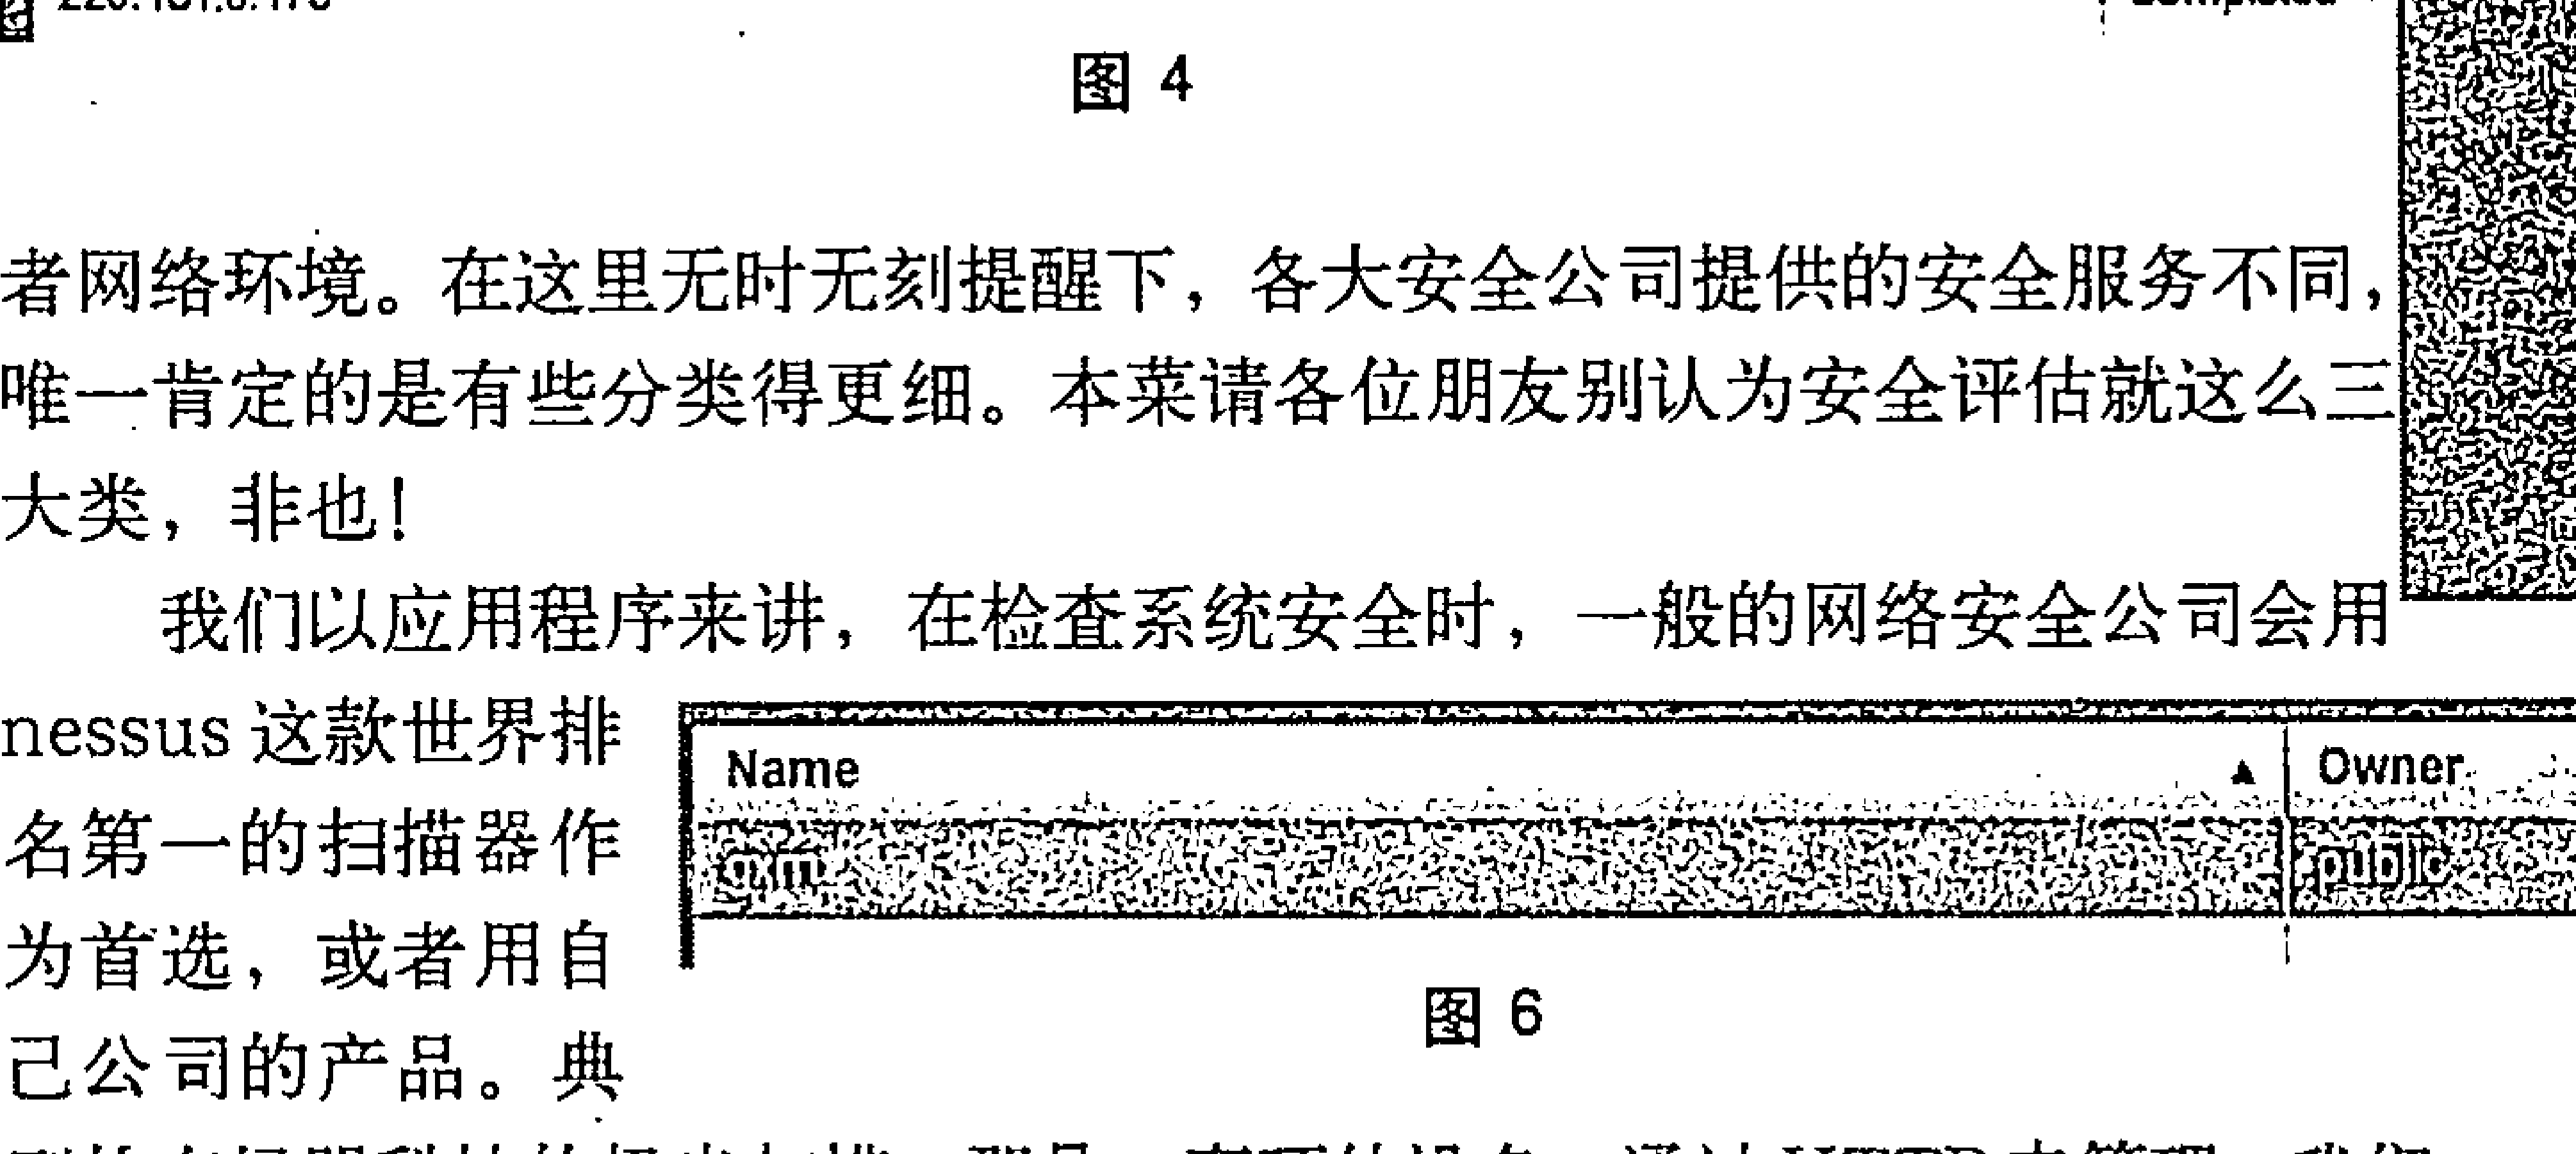 图 4
者网络环境。在这里无时无刻提醒下，各大安全公司提供的安全服务不同，
唯一肯定的是有些分类得更细。本菜请各位朋友别认为安全评估就这么三
大类，非也！
我们以应用程序来讲，在检查系统安全时，一般的网络安全公司会用
nessus 这款世界排
名第一的扫描器作
为首选，或者用自
己公司的产品。典
Name
Owner
public
图 6